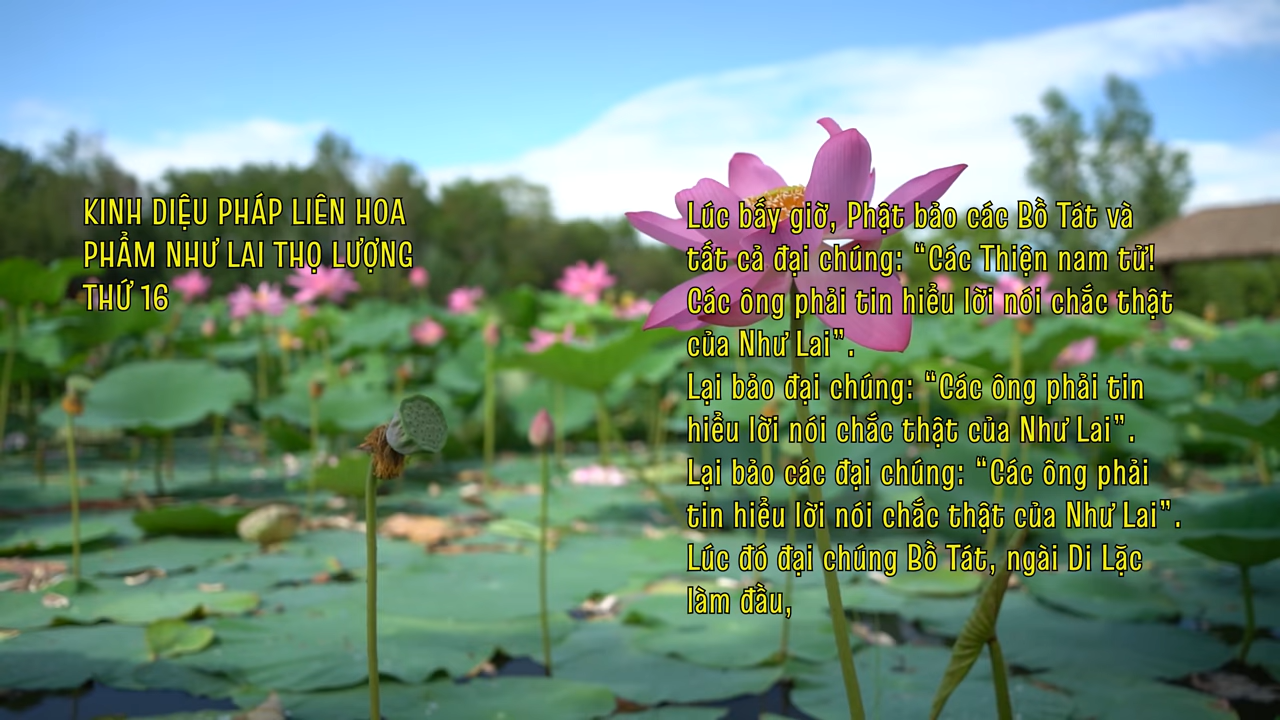 KINH DIỆU PHÁP LIÊN HOA
PHẨM NHƯ LAI THỌ LƯỢNG
THỨ 16
Lúc bấy giờ, Phật bảo các Bồ Tát và
tất cả đại chúng: “Các Thiện nam tử!
Các ông phải tin hiểu lời nói chắc thật
của Như Lai”.
Lại bảo đại chúng: “Các ông phải tin
hiểu lời nói chắc thật của Như Lai”.
Lại bảo các đại chúng: “Các ông phải
tin hiểu lời nói chắc thật của Như Lai”.
Lúc đó đại chúng Bồ Tát, ngài Di Lặc
làm đầu,